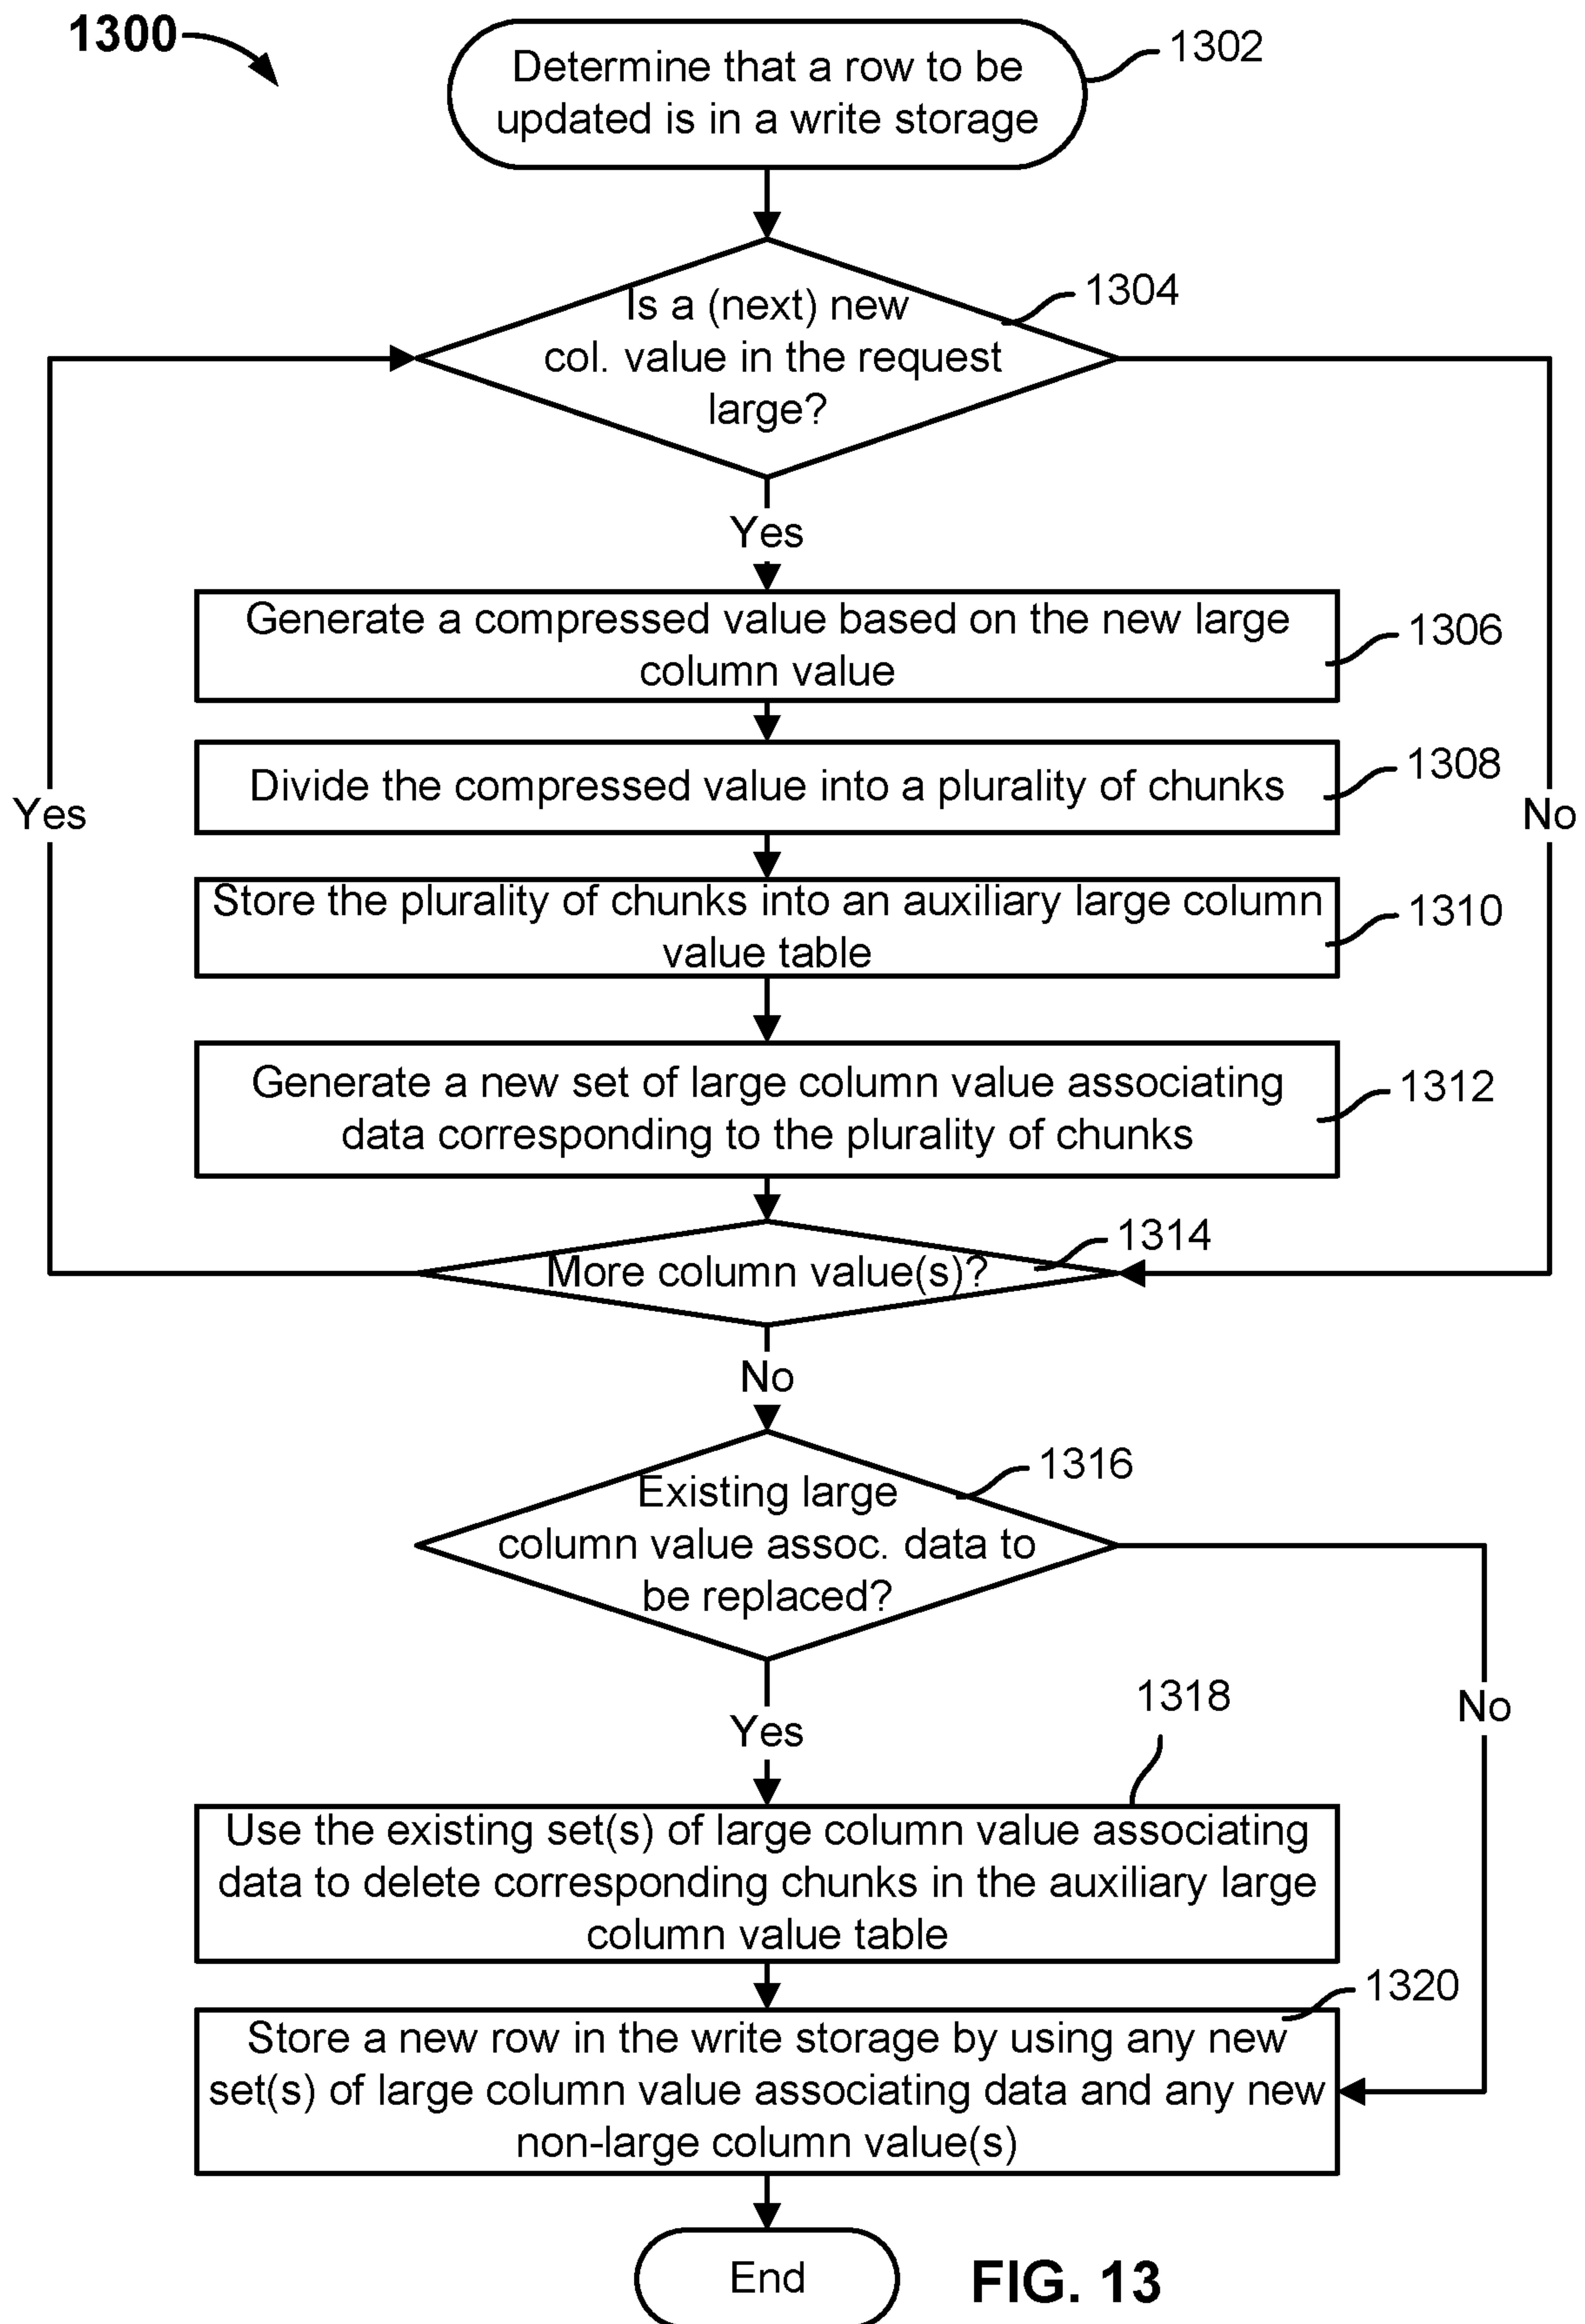 1300
Determine that a row to be
updated is in a write storage
1302
Is a (next) new
col. value in the request
large?
1304
Yes
No
Yes
Generate a compressed value based on the new large
column value
1306
Divide the compressed value into a plurality of chunks
1308
Store the plurality of chunks into an auxiliary large column
value table
1310
Generate a new set of large column value associating
data corresponding to the plurality of chunks
1312
More column value(s)?
1314
No
Existing large
column value assoc. data to
be replaced?
1316
Yes
No
1318
Use the existing set(s) of large column value associating
data to delete corresponding chunks in the auxiliary large
column value table
1320
Store a new row in the write storage by using any new
set(s) of large column value associating data and any new
non-large column value(s)
End
FIG. 13